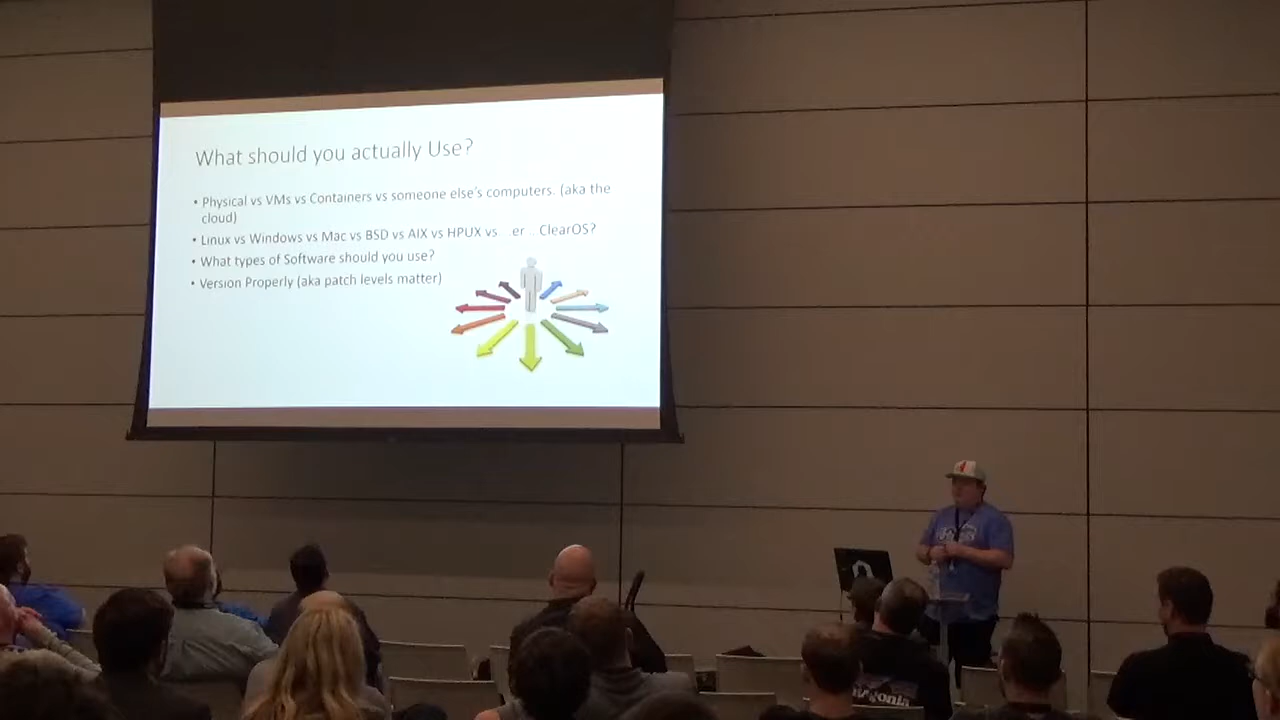 What should you actually Use?
• Physical vs VMs vs Containers vs someone else's computers. (aka the
cloud)
• Linux vs Windows vs Mac vs BSD vs AIX vs HPUX vs er ClearOS?
• What types of Software should you use?
• Version Properly (aka patch levels matter)